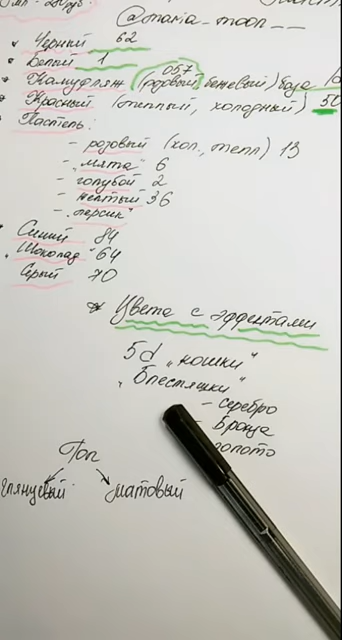 @maria_moon__
Черный 62
Белый 1
057
Камуфляж (розовый, бежевый) база
Красный (теплый, холодный) 50
Пастель:
- розовый (хол., тепл) 13
- "мята" 6
- голубой 2
- желтый 36
- "персик"
Синий 84
"Шоколад" 64
Серый 70
* Цвета с эффектами
5d "кошки"
"блестяшки"
- серебро
- бронза
золото
Топ
глянцевый матовый